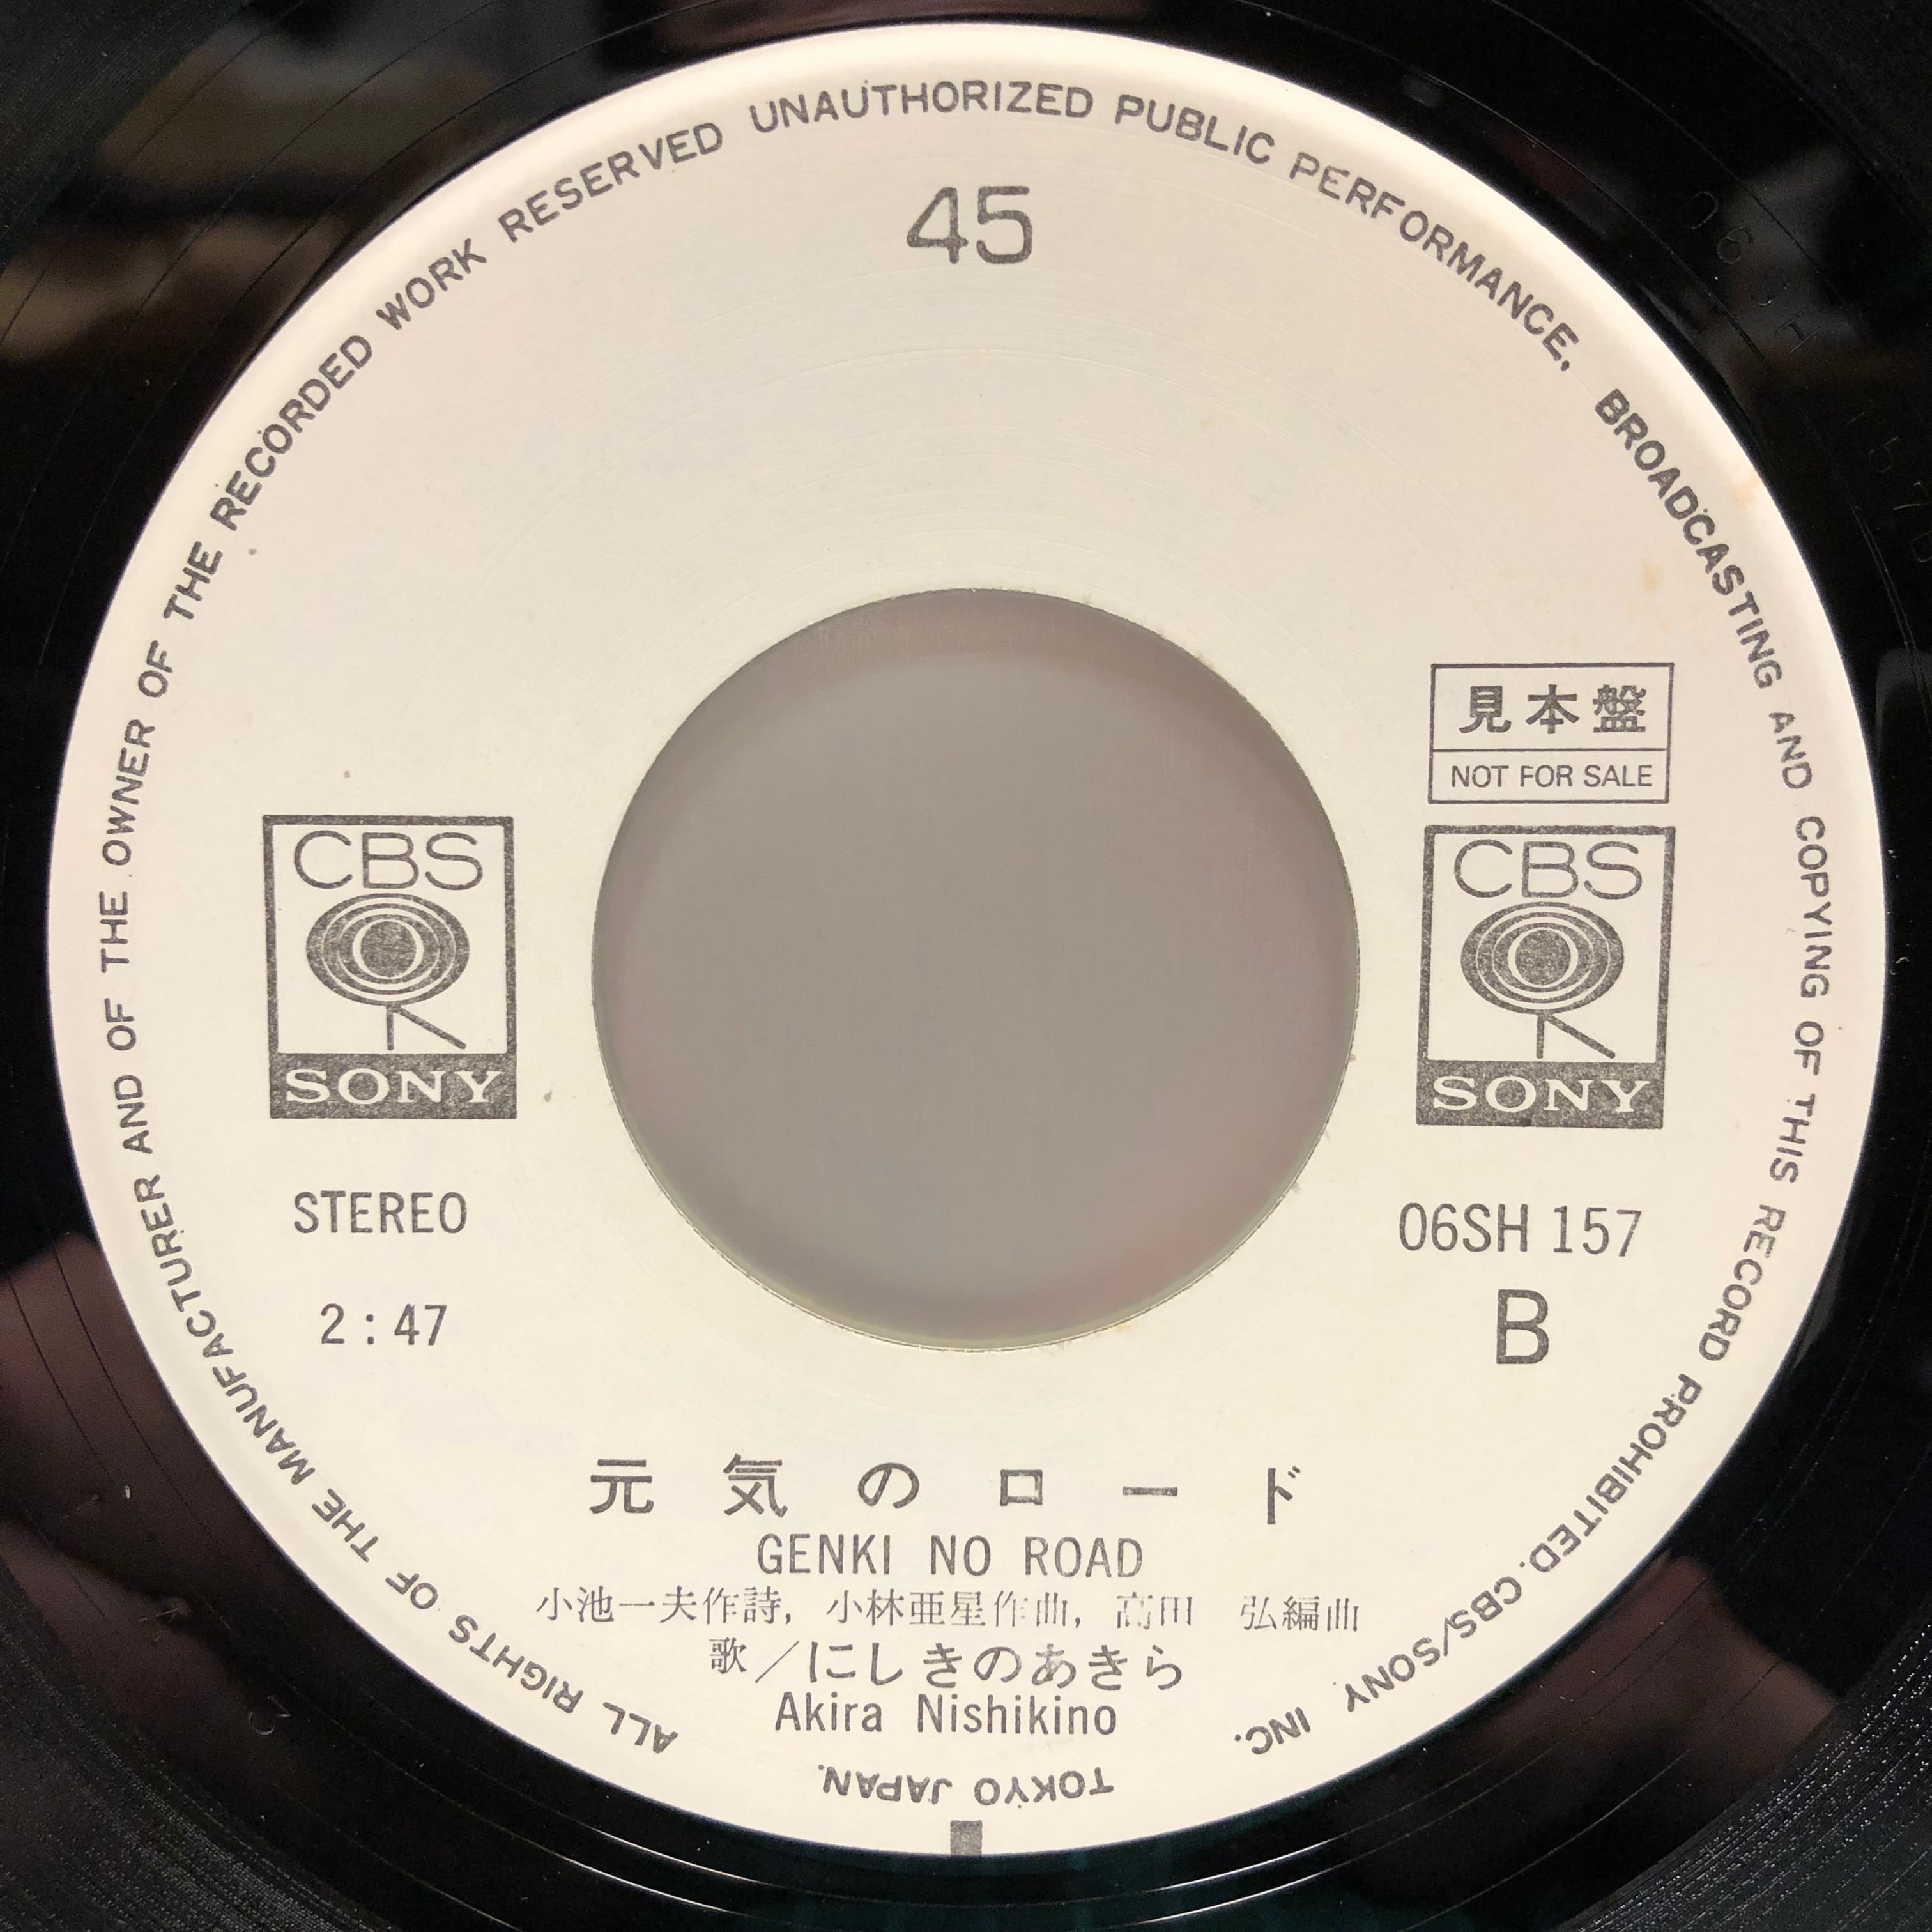 ALL RIGHTS OF THE MANUFACTURER AND OF THE OWNER OF THE RECORDED WORK RESERVED UNAUTHORIZED PUBLIC PERFORMANCE, BROADCASTING AND COPYING OF THIS RECORD PROHIBITED. CBS/SONY INC. TOKYO JAPAN.
45
見本盤
NOT FOR SALE
CBS
SONY
CBS
SONY
STEREO
06SH 157
2:47
B
元気のロード
GENKI NO ROAD
小池一夫作詩, 小林亜星作曲, 高田 弘編曲
歌/にしきのあきら
Akira Nishikino
06SH
157B